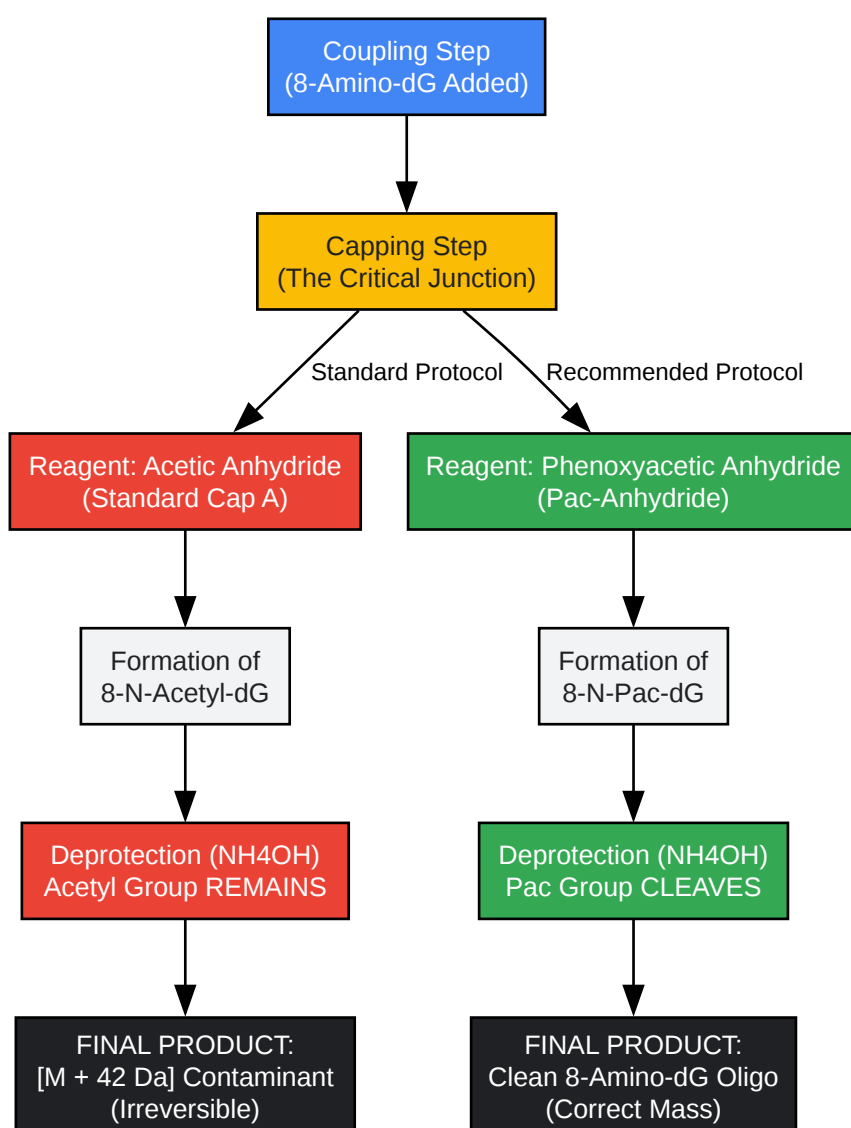 Coupling Step
(8-Amino-dG Added)
Capping Step
(The Critical Junction)
Standard Protocol
Recommended Protocol
Reagent: Acetic Anhydride
(Standard Cap A)
Reagent: Phenoxyacetic Anhydride
(Pac-Anhydride)
Formation of
8-N-Acetyl-dG
Formation of
8-N-Pac-dG
Deprotection (NH4OH)
Acetyl Group REMAINS
Deprotection (NH4OH)
Pac Group CLEAVES
FINAL PRODUCT:
[M + 42 Da] Contaminant
(Irreversible)
FINAL PRODUCT:
Clean 8-Amino-dG Oligo
(Correct Mass)